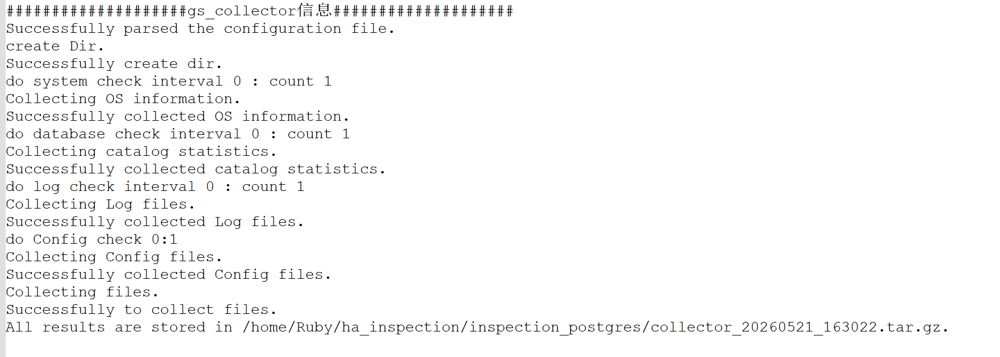 ####################gs_collector信息####################
Successfully parsed the configuration file.
create Dir.
Successfully create dir.
do system check interval 0 : count 1
Collecting OS information.
Successfully collected OS information.
do database check interval 0 : count 1
Collecting catalog statistics.
Successfully collected catalog statistics.
do log check interval 0 : count 1
Collecting Log files.
Successfully collected Log files.
do Config check 0:1
Collecting Config files.
Successfully collected Config files.
Collecting files.
Successfully to collect files.
All results are stored in /home/Ruby/ha_inspection/inspection_postgres/collector_20260521_163022.tar.gz.